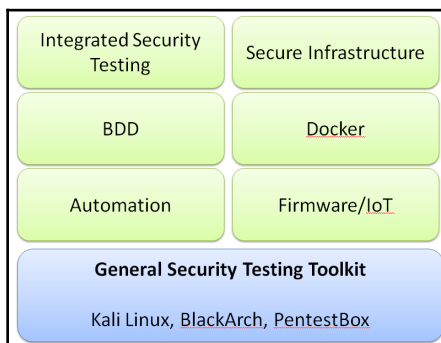 Integrated Security
Testing
Secure Infrastructure
BDD
Docker
Automation
Firmware/IoT
General Security Testing Toolkit
Kali Linux, BlackArch, PentestBox